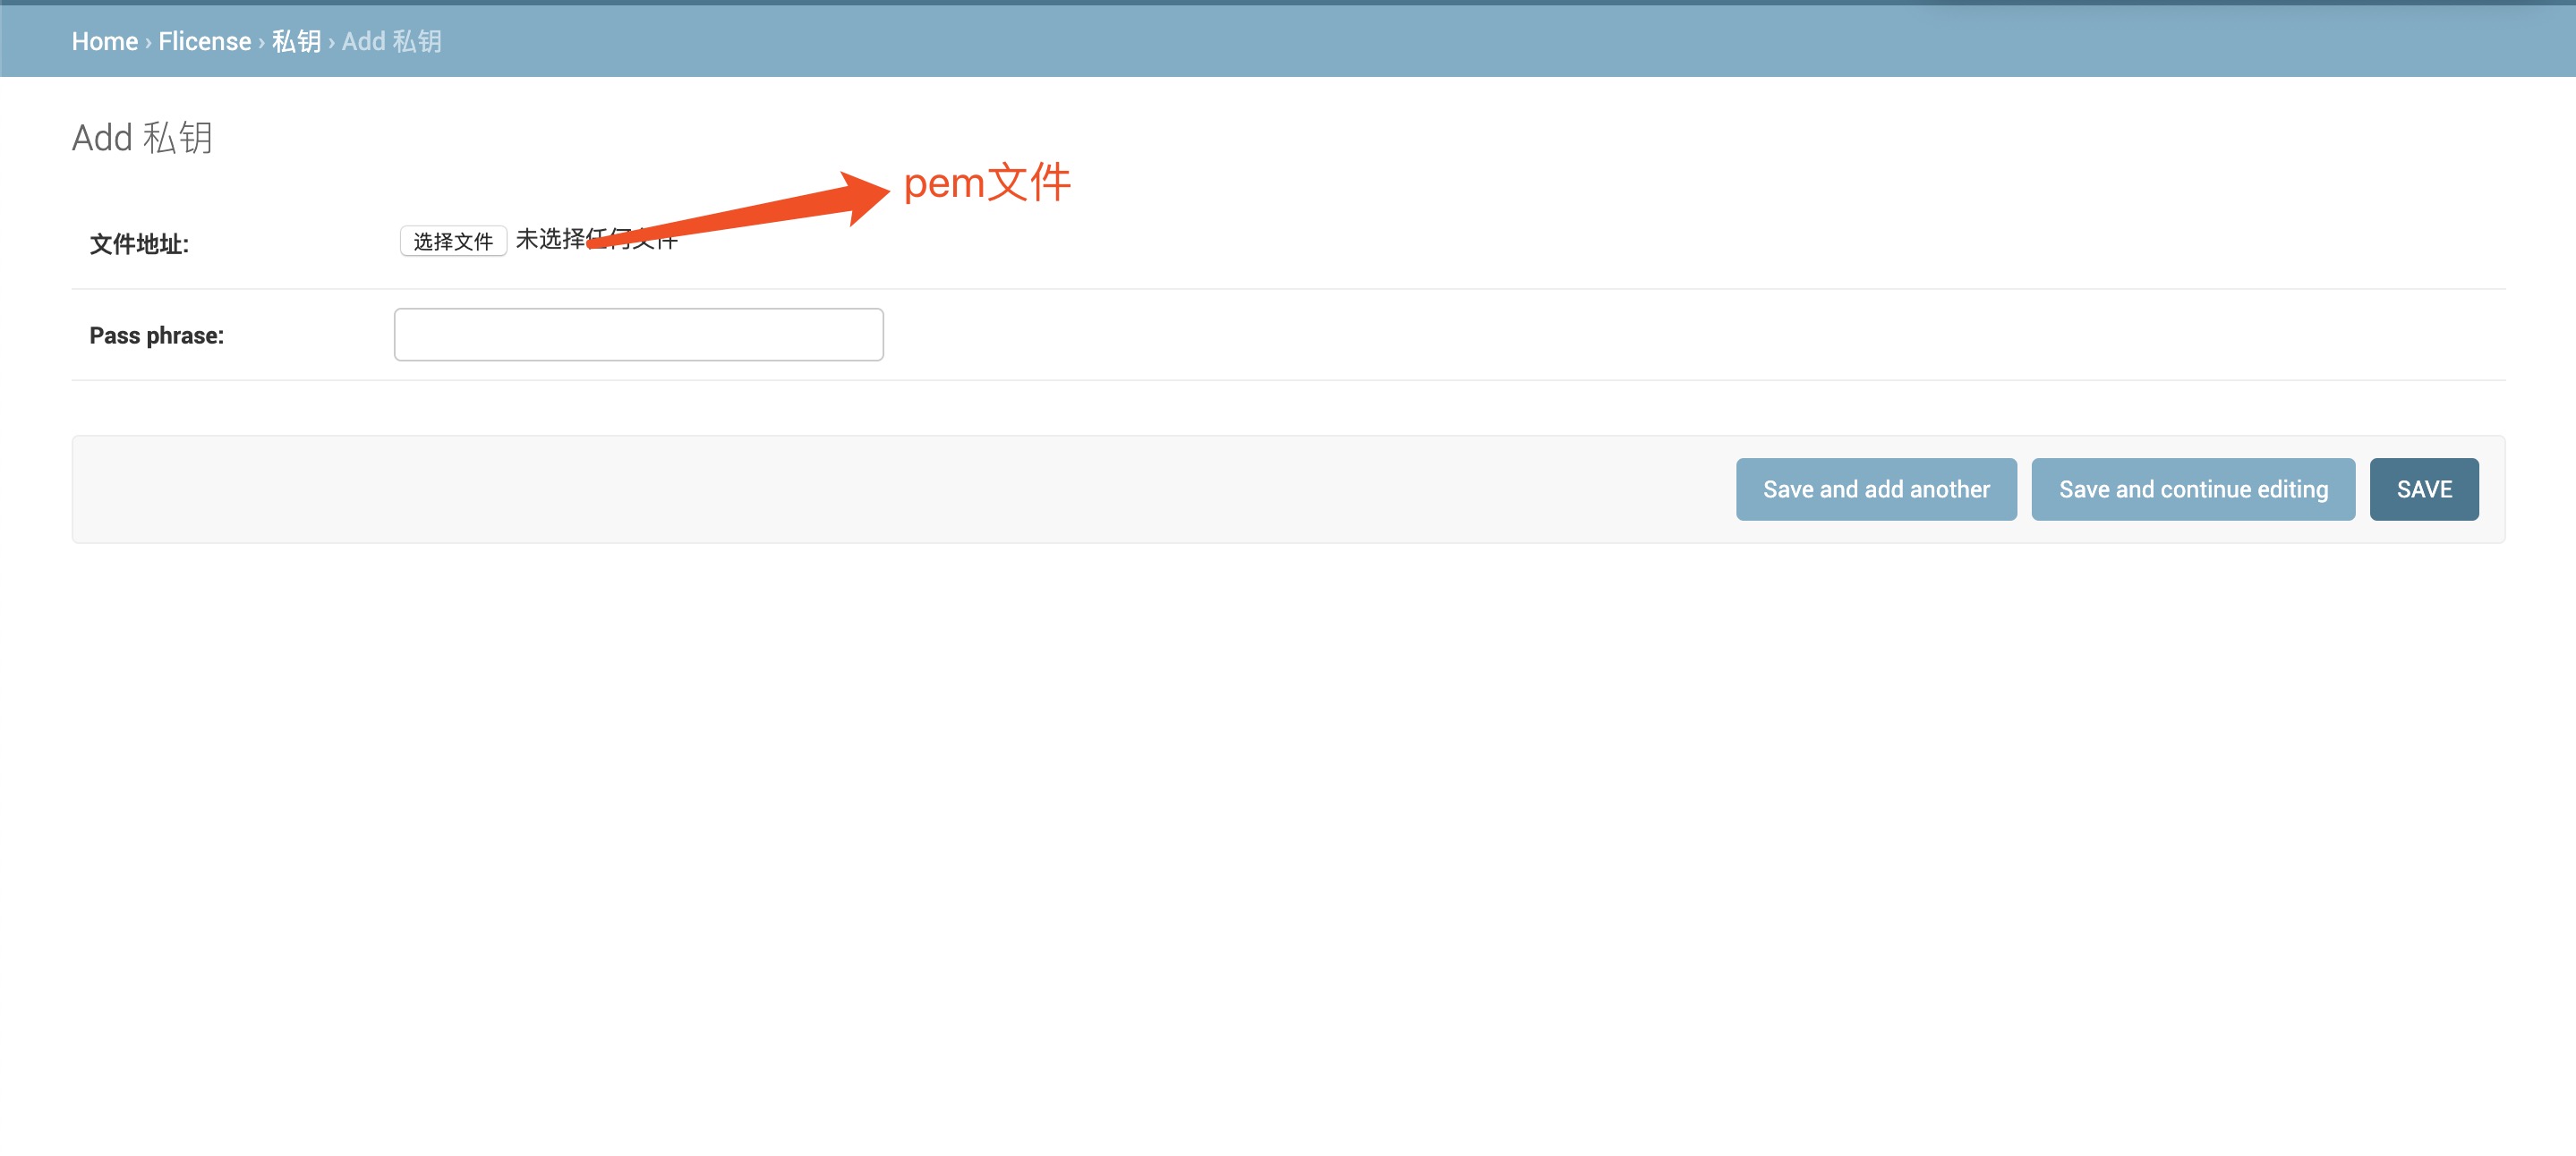 Home › Flicense › 私钥 › Add 私钥
Add 私钥
pem文件
文件地址: 选择文件 未选择任何文件
Pass phrase:
Save and add another Save and continue editing SAVE